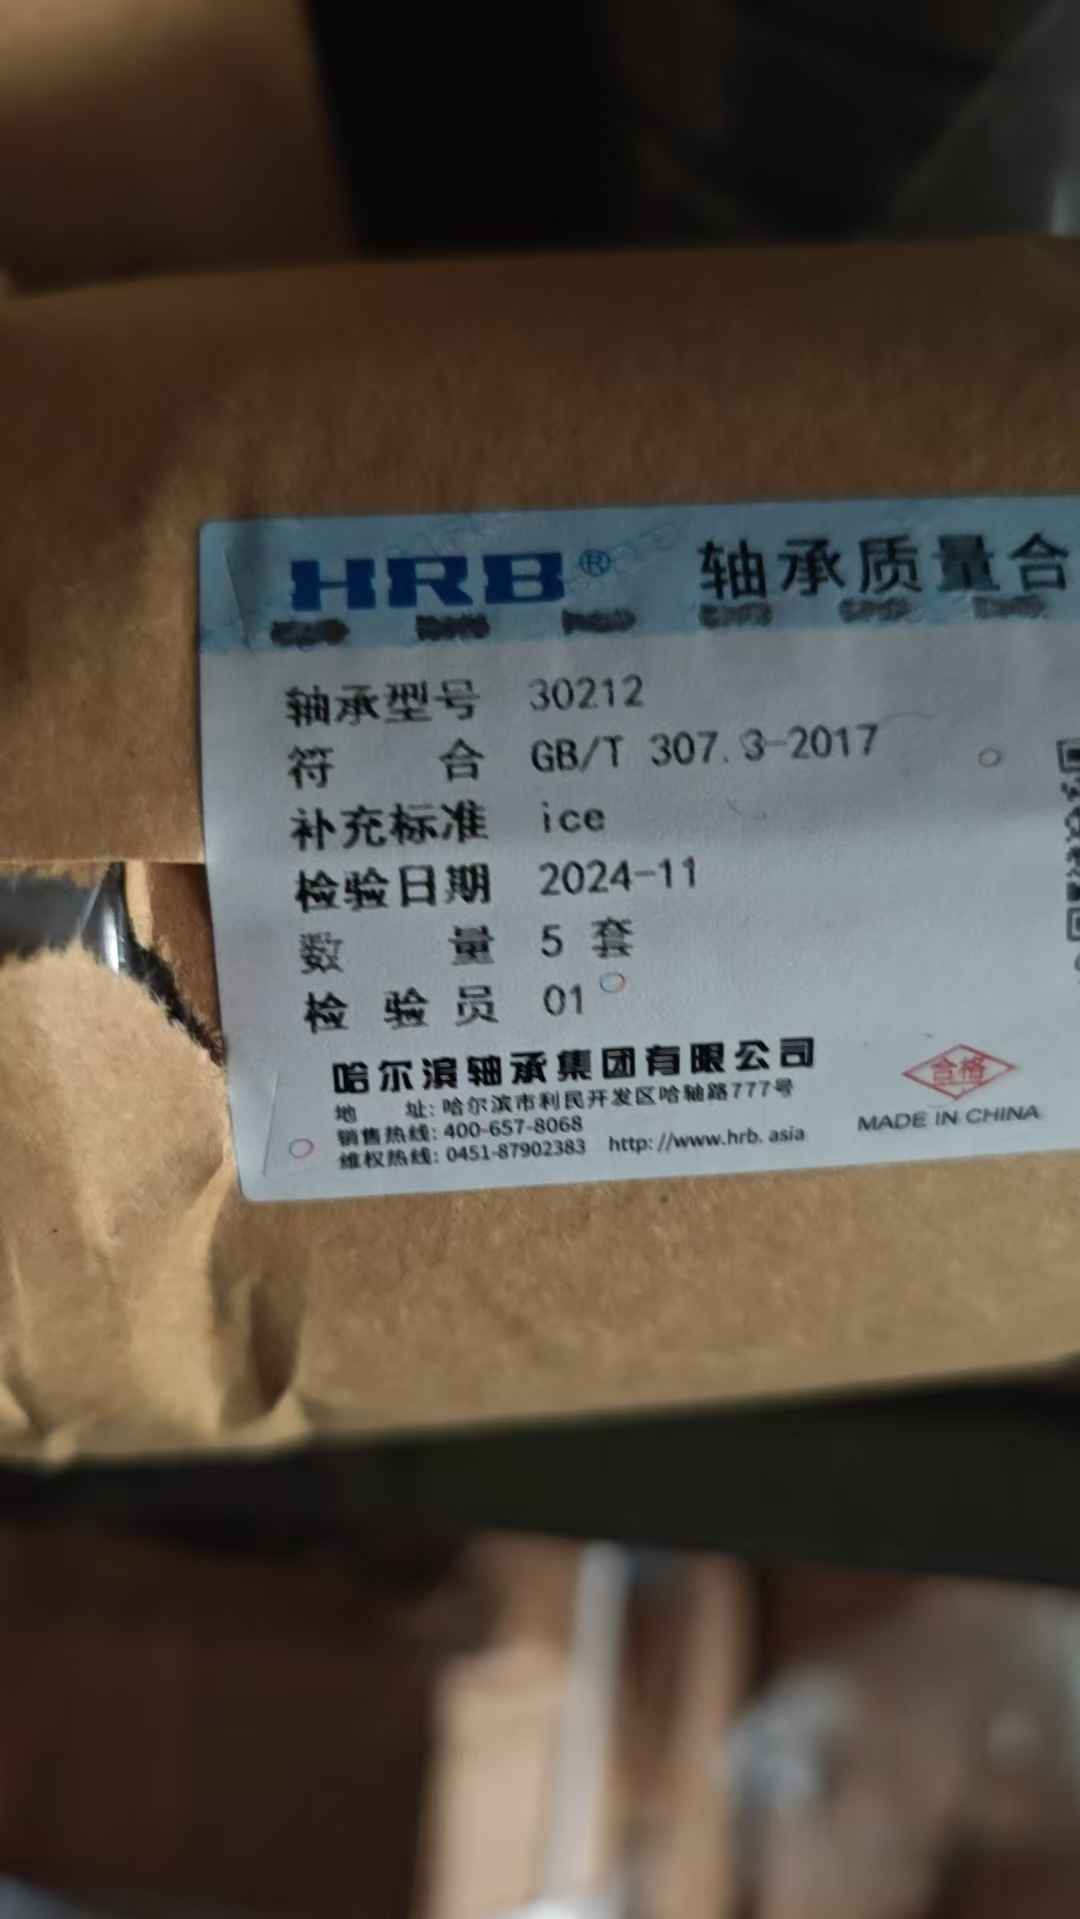 HRB® 轴承质量合
轴承型号 30212
符合 GB/T 307.3-2017
补充标准 ice
检验日期 2024-11
数量 5 套
检验员 01
哈尔滨轴承集团有限公司
地址: 哈尔滨市利民开发区哈轴路777号
销售热线: 400-657-8068
维权热线: 0451-87902383 http://www.hrb.asia
合格
MADE IN CHINA